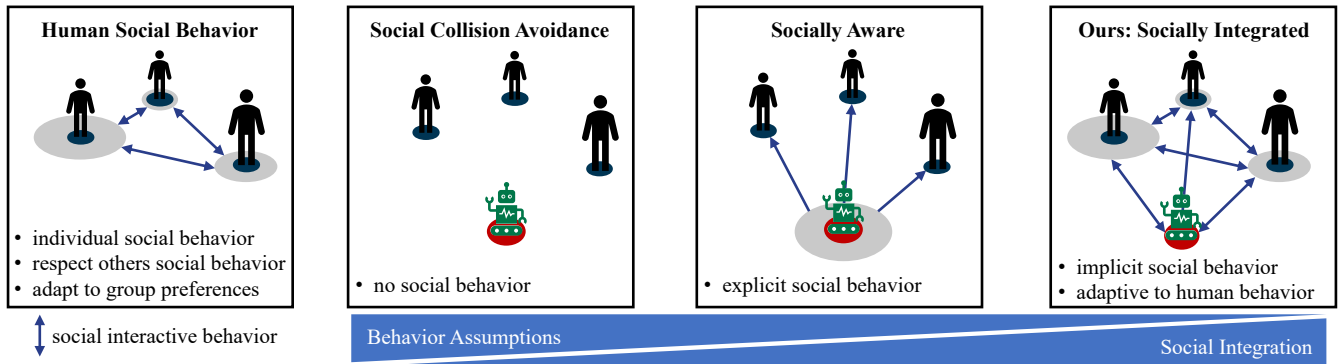 Human Social Behavior
• individual social behavior
• respect others social behavior
• adapt to group preferences
Social Collision Avoidance
• no social behavior
Socially Aware
• explicit social behavior
Ours: Socially Integrated
• implicit social behavior
• adaptive to human behavior
social interactive behavior
Behavior Assumptions
Social Integration